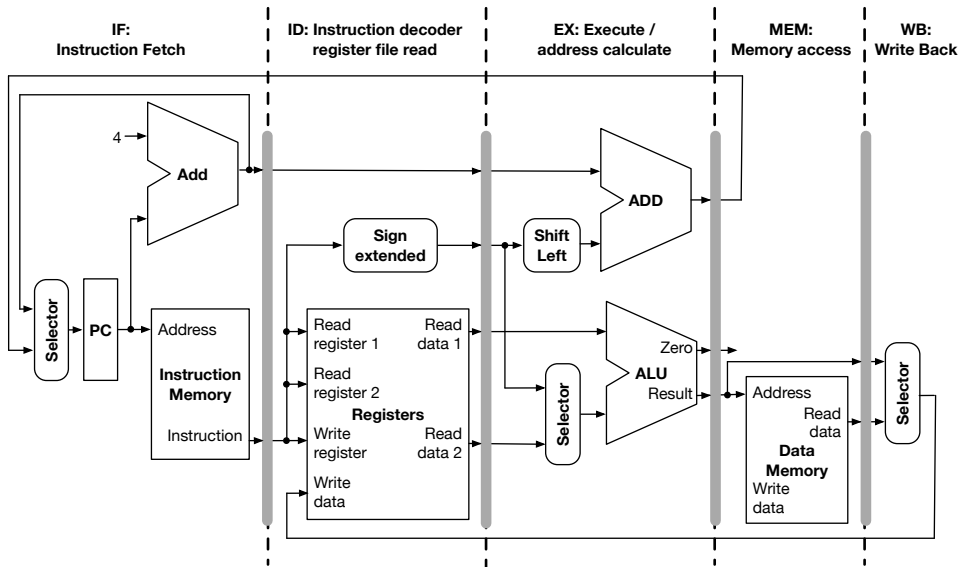 IF:
Instruction Fetch
ID: Instruction decoder
register file read
EX: Execute /
address calculate
MEM:
Memory access
WB:
Write Back
4
Add
ADD
Sign
extended
Shift
Left
Selector
PC
Address
Instruction
Memory
Instruction
Read
register 1
Read
data 1
Read
register 2
Registers
Write
register
Read
data 2
Write
data
Selector
Zero
ALU
Result
Address
Read
data
Data
Memory
Write
data
Selector